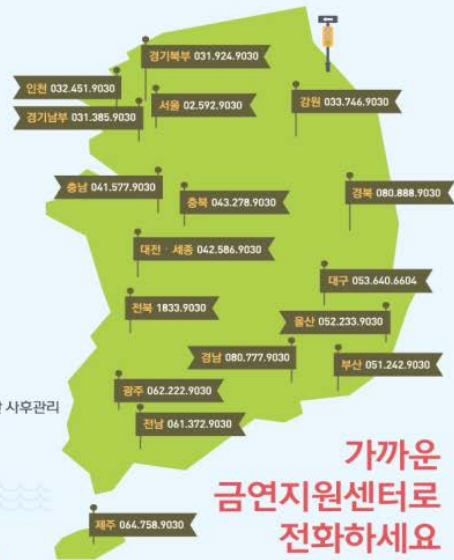 경기북부 031.924.9030
인천 032.451.9030
서울 02.592.9030
강원 033.746.9030
경기남부 031.385.9030
충남 041.577.9030
충북 043.278.9030
경북 080.888.9030
대전 · 세종 042.586.9030
대구 053.640.6604
전북 1833.9030
울산 052.233.9030
경남 080.777.9030
부산 051.242.9030
광주 062.222.9030
사후관리
전남 061.372.9030
가까운
금연지원센터로
전화하세요
제주 064.758.9030